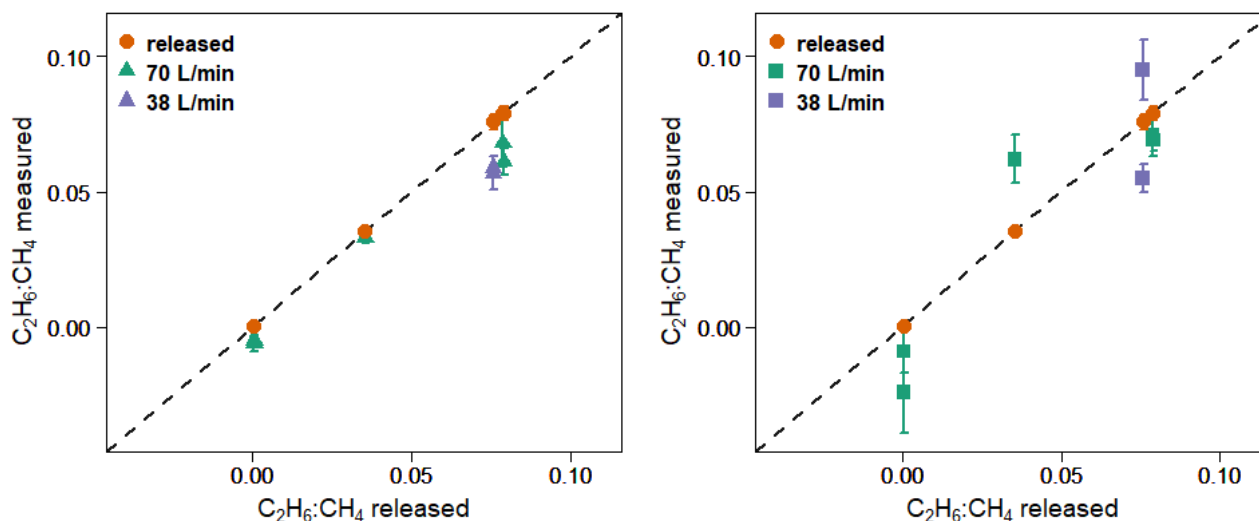 released
70 L/min
38 L/min
0.10
0.05
0.00
C₂H₆:CH₄ measured
0.00
0.05
0.10
C₂H₆:CH₄ released
released
70 L/min
38 L/min
0.10
0.05
0.00
C₂H₆:CH₄ measured
0.00
0.05
0.10
C₂H₆:CH₄ released